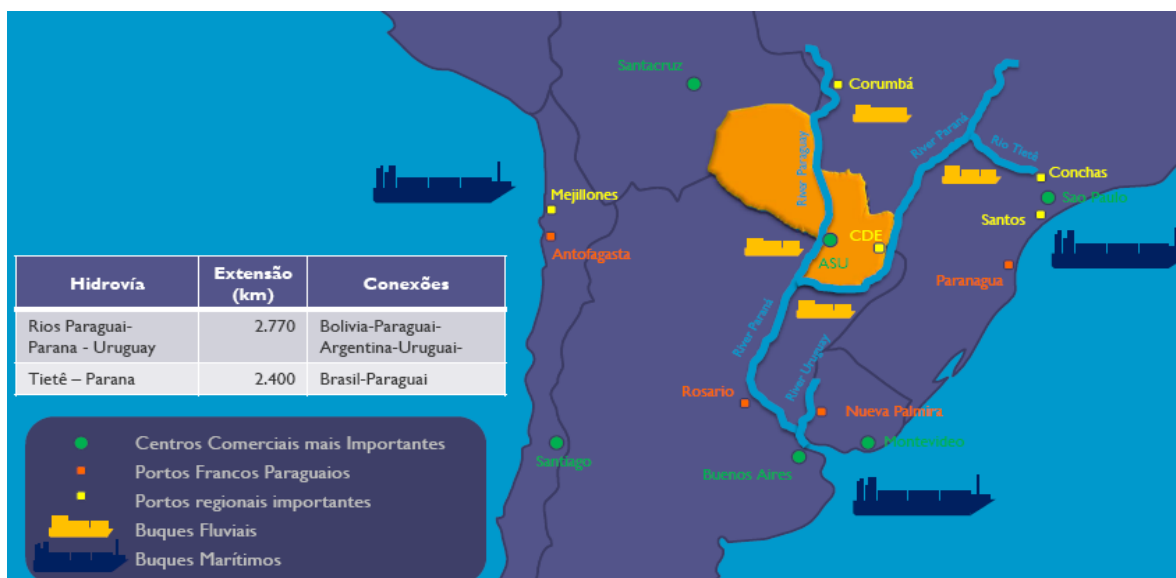 Santacruz
Corumbá
River Paraguay
River Paraná
Rio Tietê
Conchas
Sao Paulo
Santos
Mejillones
Antofagasta
CDE
ASU
Paranagua
Hidrovía Extensão (km) Conexões
Rios Paraguai-Parana - Uruguay 2.770 Bolivia-Paraguai-Argentina-Uruguai-
Tietê – Parana 2.400 Brasil-Paraguai
River Paraná
River Uruguay
Rosario
Nueva Palmira
Santiago
Buenos Aires
Montevideo
Centros Comerciais mais Importantes
Portos Francos Paraguaios
Portos regionais importantes
Buques Fluviais
Buques Marítimos